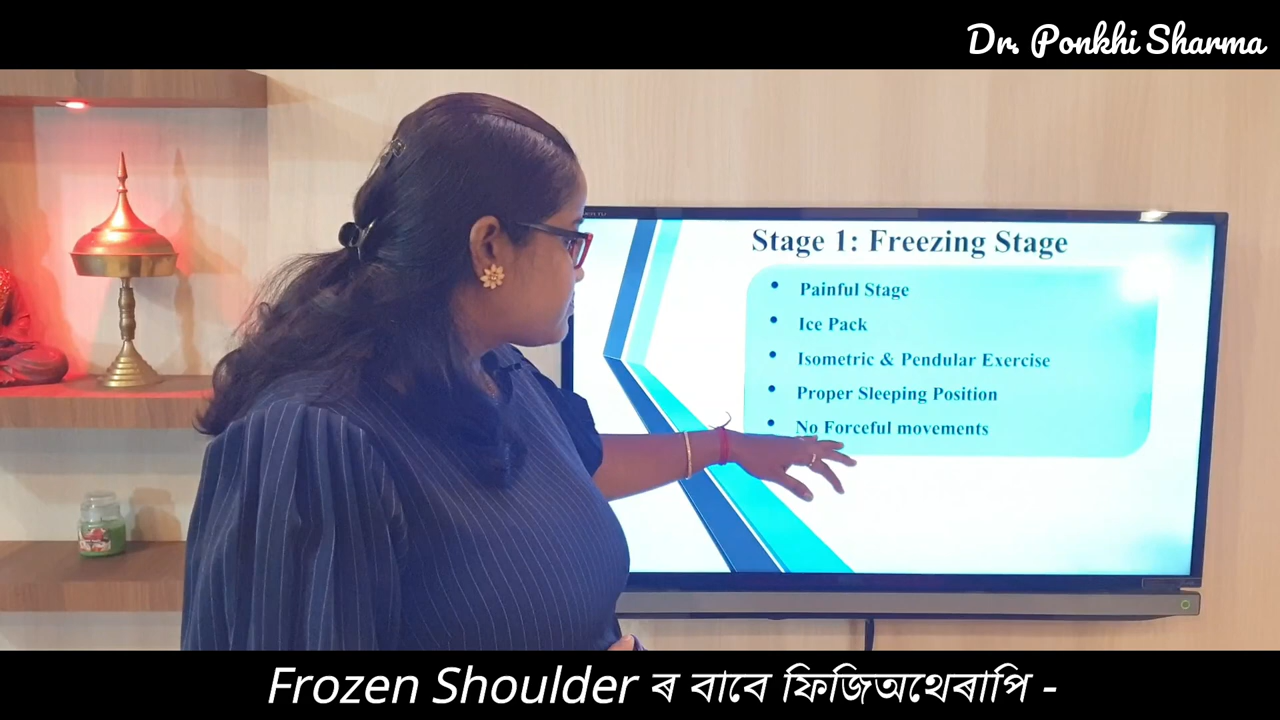 Dr. Ponkhi Sharma
Stage 1: Freezing Stage
• Painful Stage
• Ice Pack
• Isometric & Pendular Exercise
• Proper Sleeping Position
• No Forceful movements
Frozen Shoulder ৰ বাবে ফিজিঅথেৰাপি -